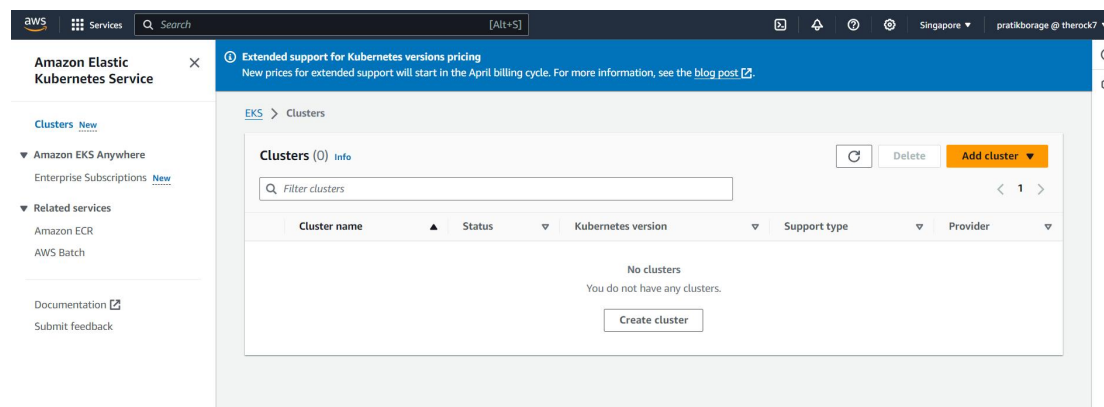 aws Services Search [Alt+S] Singapore ▼ pratikborage @ therock7
Amazon Elastic
Kubernetes Service
Clusters New
Amazon EKS Anywhere
Enterprise Subscriptions New
Related services
Amazon ECR
AWS Batch
Documentation
Submit feedback
Extended support for Kubernetes versions pricing
New prices for extended support will start in the April billing cycle. For more information, see the blog post.
EKS > Clusters
Clusters (0) Info
Delete Add cluster ▼
Filter clusters
< 1 >
Cluster name Status Kubernetes version Support type Provider
No clusters
You do not have any clusters.
Create cluster